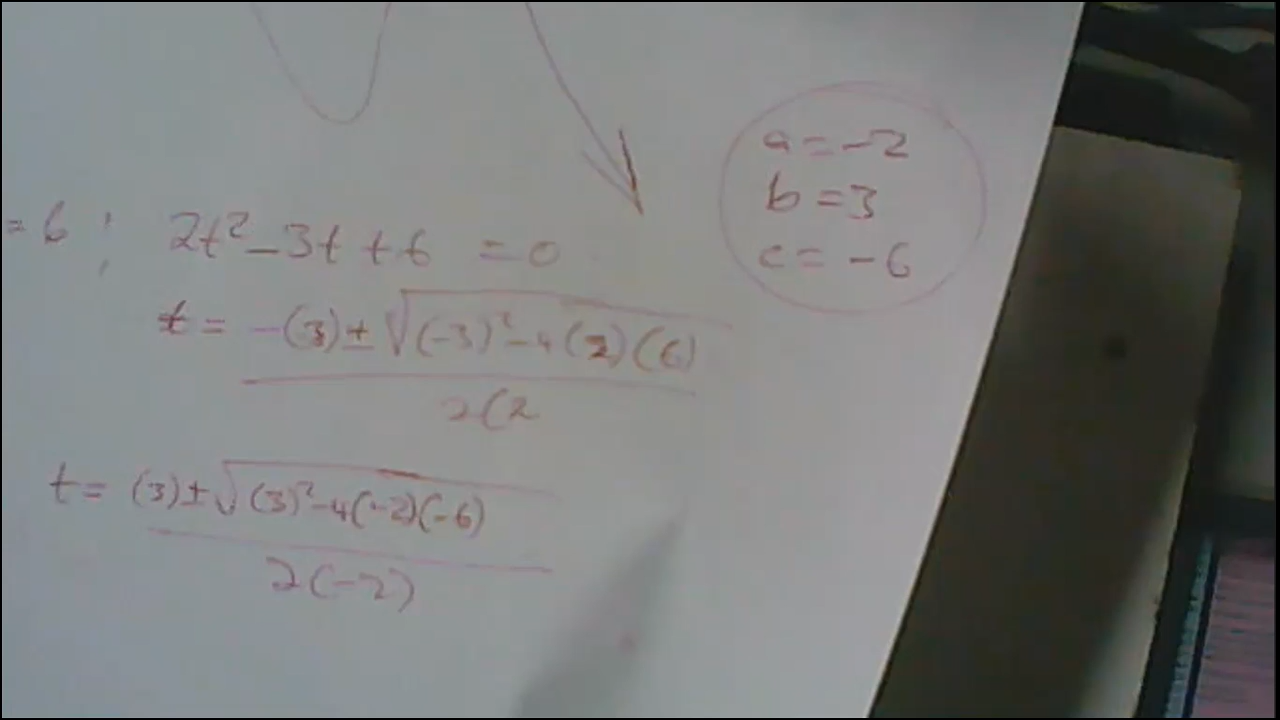 a = -2
b = 3
c = -6
= 6 ; 2t² - 3t + 6 = 0
t = -(3) ± √(-3)² - 4(2)(6)
2(2
t = (3) ± √(3)² - 4(-2)(-6)
2(-2)